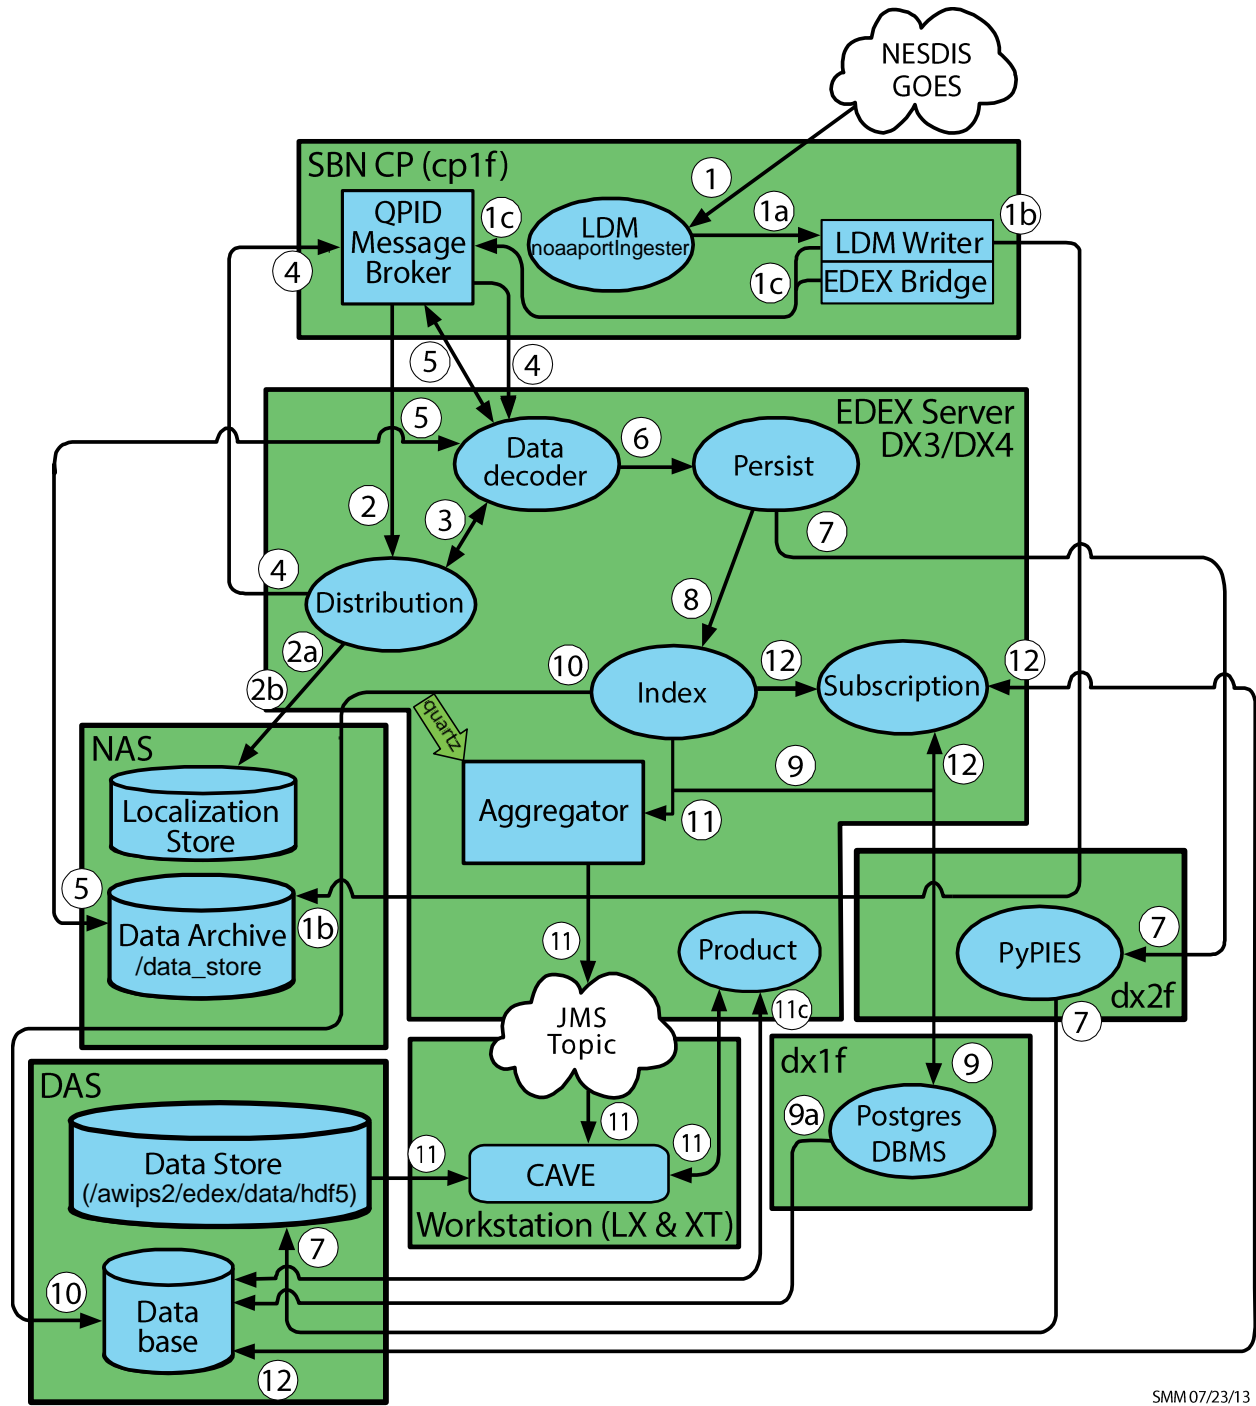 NESDIS
GOES
SBN CP (cp1f)
1
QPID
Message
Broker
1c
LDM
noaaportIngester
1a
1b
LDM Writer
EDEX Bridge
1c
4
5
4
EDEX Server
DX3/DX4
5
Data
decoder
6
Persist
2
3
7
4
Distribution
8
2a
2b
10
Index
12
Subscription
12
quartz
NAS
Localization
Store
Aggregator
9
12
11
5
Data Archive
/data_store
1b
11
Product
11c
PyPIES
7
dx2f
7
JMS
Topic
dx1f
9
9a
Postgres
DBMS
DAS
Data Store
(/awips2/edex/data/hdf5)
11
11
11
CAVE
Workstation (LX & XT)
7
10
Data
base
12
SMM 07/23/13